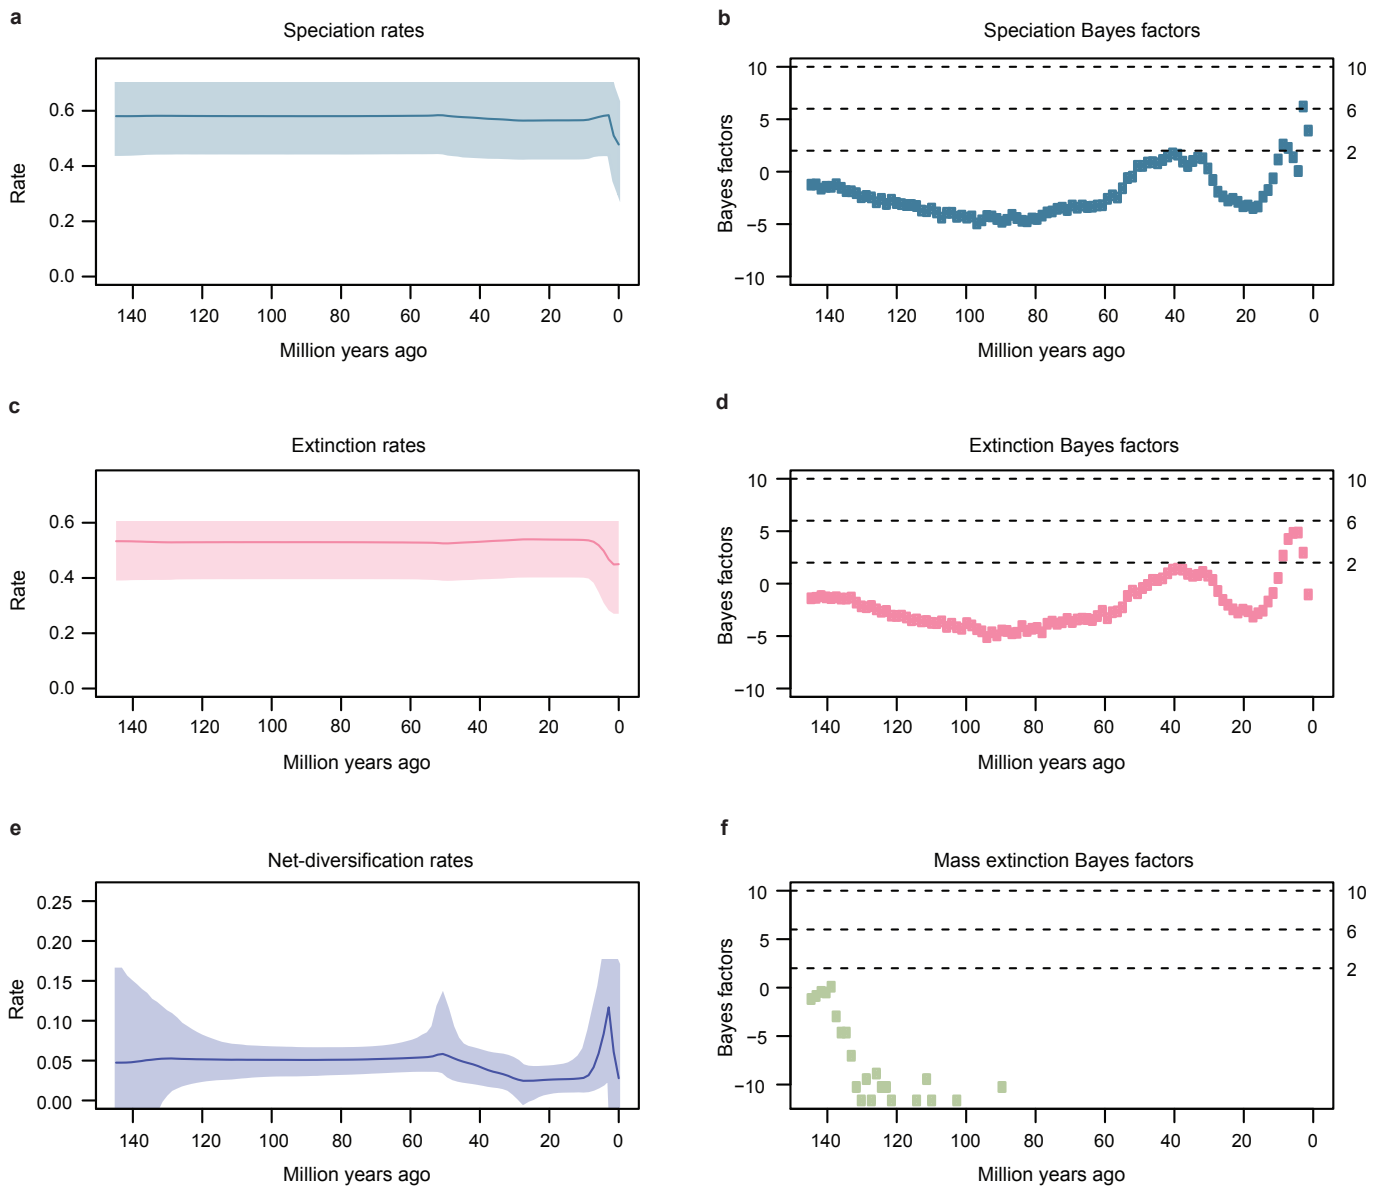 a
Speciation rates
0.6
0.4
0.2
0.0
Rate
140 120 100 80 60 40 20 0
Million years ago
b
Speciation Bayes factors
10
5
0
−5
−10
Bayes factors
10
6
2
140 120 100 80 60 40 20 0
Million years ago
c
Extinction rates
0.6
0.4
0.2
0.0
Rate
140 120 100 80 60 40 20 0
Million years ago
d
Extinction Bayes factors
10
5
0
−5
−10
Bayes factors
10
6
2
140 120 100 80 60 40 20 0
Million years ago
e
Net-diversification rates
0.25
0.20
0.15
0.10
0.05
0.00
Rate
140 120 100 80 60 40 20 0
Million years ago
f
Mass extinction Bayes factors
10
5
0
−5
−10
Bayes factors
10
6
2
140 120 100 80 60 40 20 0
Million years ago